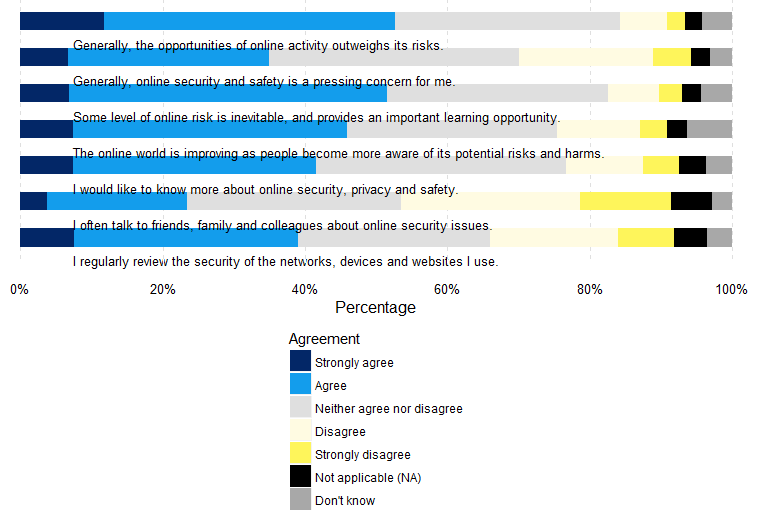 Generally, the opportunities of online activity outweighs its risks.
Generally, online security and safety is a pressing concern for me.
Some level of online risk is inevitable, and provides an important learning opportunity.
The online world is improving as people become more aware of its potential risks and harms.
I would like to know more about online security, privacy and safety.
I often talk to friends, family and colleagues about online security issues.
I regularly review the security of the networks, devices and websites I use.
0% 20% 40% 60% 80% 100%
Percentage
Agreement
Strongly agree
Agree
Neither agree nor disagree
Disagree
Strongly disagree
Not applicable (NA)
Don't know